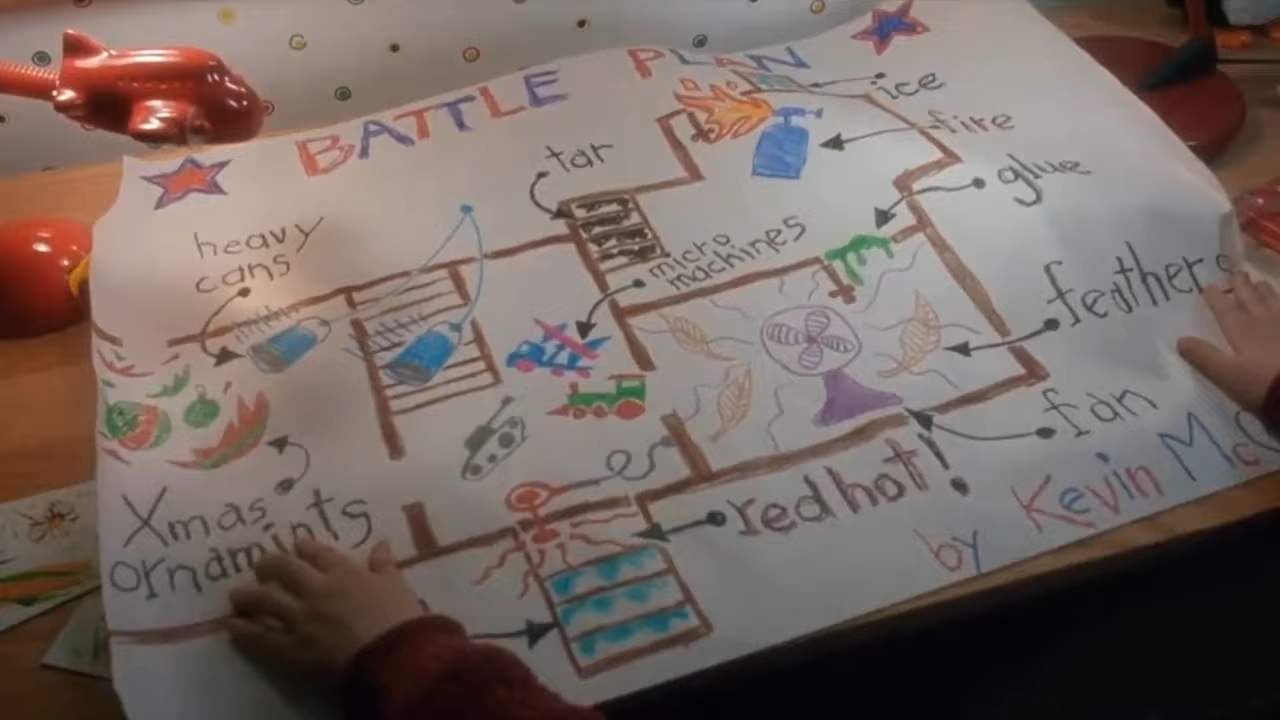 BATTLE PLAN
ice
fire
tar
glue
heavy
cans
micro
machines
feathers
fan
Xmas
ornamints
red hot!
by Kevin